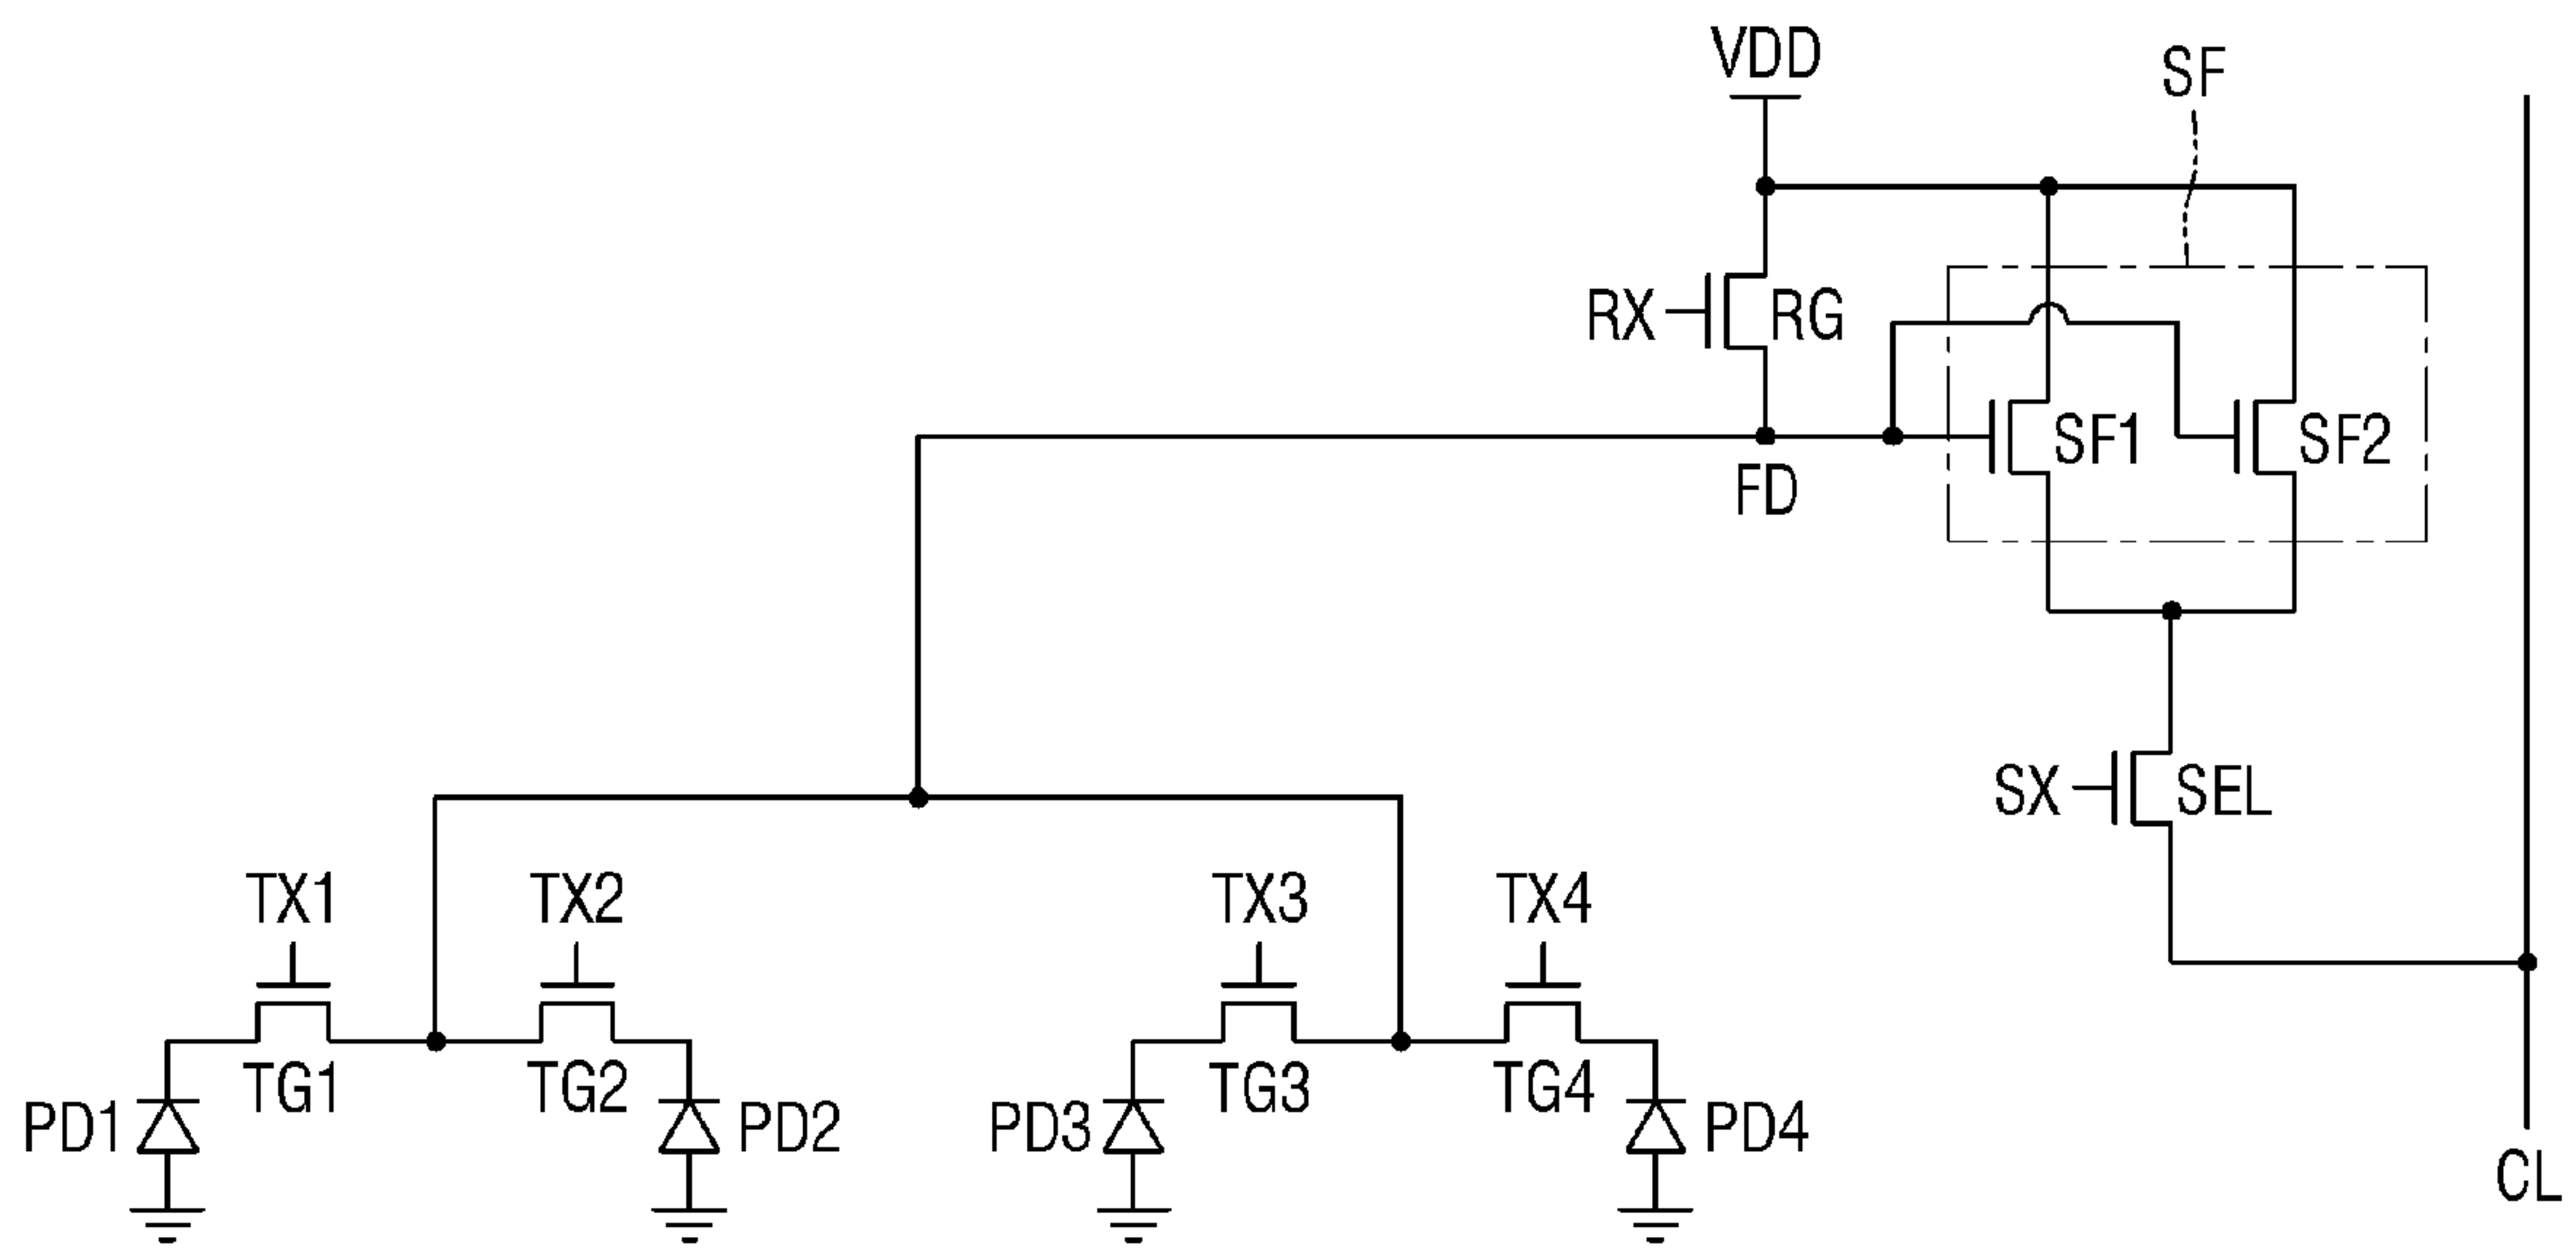 VDD
SF
RX
RG
SF1
SF2
FD
SX
SEL
TX1
TX2
TX3
TX4
TG1
TG2
TG3
TG4
PD1
PD2
PD3
PD4
CL